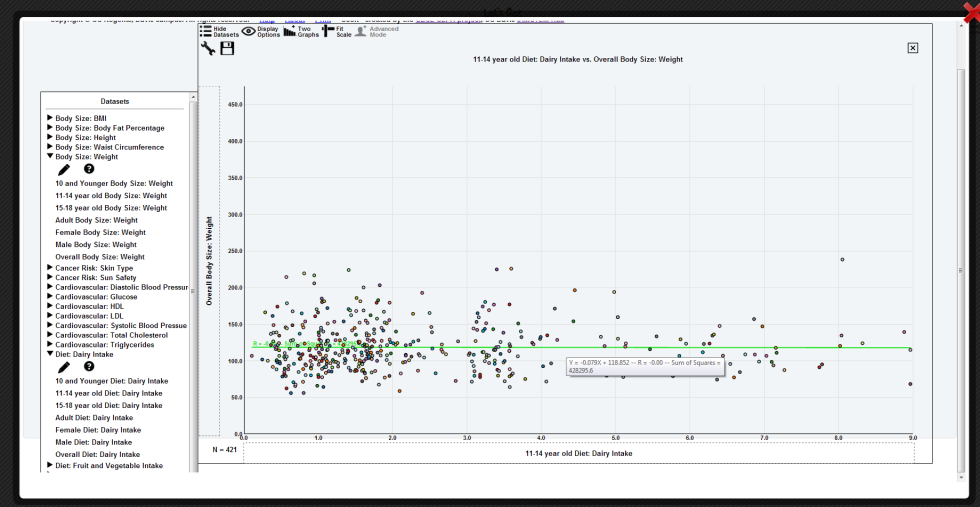 Hide Datasets
Display Options
Two Graphs
Fit Scale
Advanced Mode
11-14 year old Diet: Dairy Intake vs. Overall Body Size: Weight
Datasets
Body Size: BMI
Body Size: Body Fat Percentage
Body Size: Height
Body Size: Waist Circumference
Body Size: Weight
10 and Younger Body Size: Weight
11-14 year old Body Size: Weight
15-18 year old Body Size: Weight
Adult Body Size: Weight
Female Body Size: Weight
Male Body Size: Weight
Overall Body Size: Weight
Cancer Risk: Skin Type
Cancer Risk: Sun Safety
Cardiovascular: Diastolic Blood Pressur
Cardiovascular: Glucose
Cardiovascular: HDL
Cardiovascular: LDL
Cardiovascular: Systolic Blood Pressue
Cardiovascular: Total Cholesterol
Cardiovascular: Triglycerides
Diet: Dairy Intake
10 and Younger Diet: Dairy Intake
11-14 year old Diet: Dairy Intake
15-18 year old Diet: Dairy Intake
Adult Diet: Dairy Intake
Female Diet: Dairy Intake
Male Diet: Dairy Intake
Overall Diet: Dairy Intake
Diet: Fruit and Vegetable Intake
Overall Body Size: Weight
450.0
400.0
350.0
300.0
250.0
200.0
150.0
100.0
50.0
0.0
Y = -0.079X + 118.852 -- R = -0.00 -- Sum of Squares =
428295.6
0.0 1.0 2.0 3.0 4.0 5.0 6.0 7.0 8.0 9.0
N = 421
11-14 year old Diet: Dairy Intake